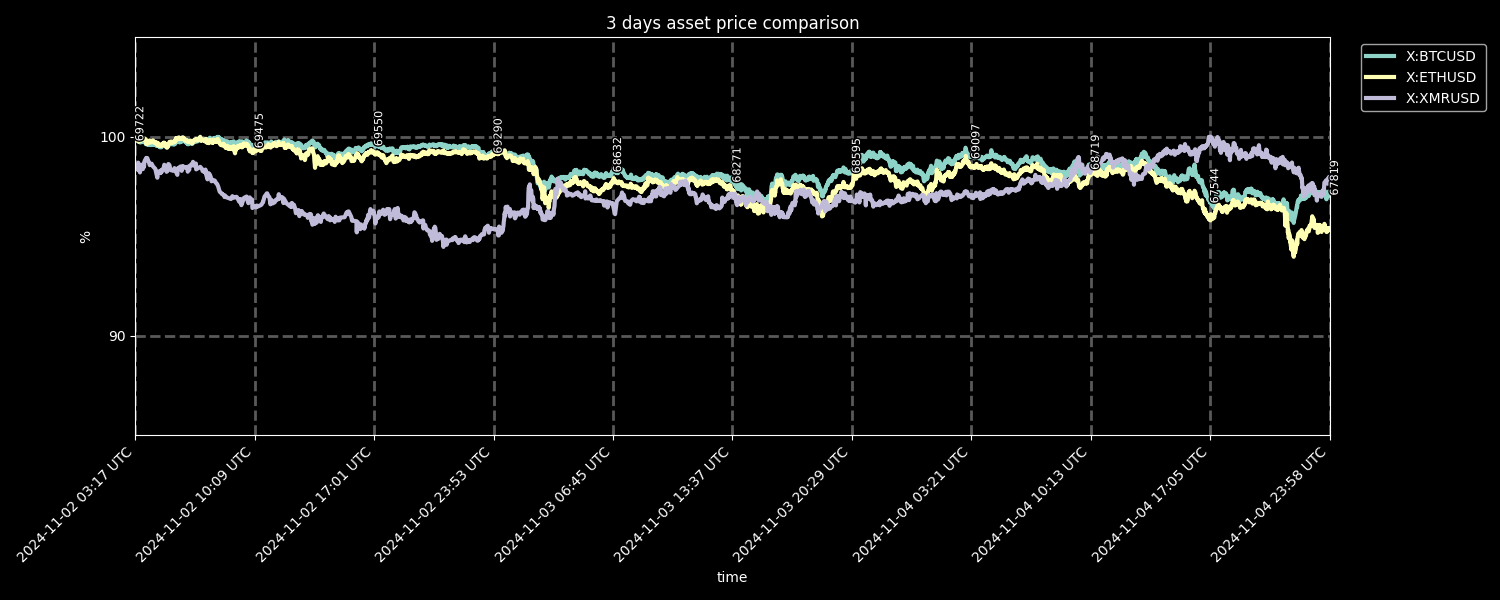 3 days asset price comparison
X:BTCUSD
X:ETHUSD
X:XMRUSD
100
90
%
69722
69475
69550
69290
68632
68271
68595
69097
68719
67544
67819
2024-11-02 03:17 UTC
2024-11-02 10:09 UTC
2024-11-02 17:01 UTC
2024-11-02 23:53 UTC
2024-11-03 06:45 UTC
2024-11-03 13:37 UTC
2024-11-03 20:29 UTC
2024-11-04 03:21 UTC
2024-11-04 10:13 UTC
2024-11-04 17:05 UTC
2024-11-04 23:58 UTC
time